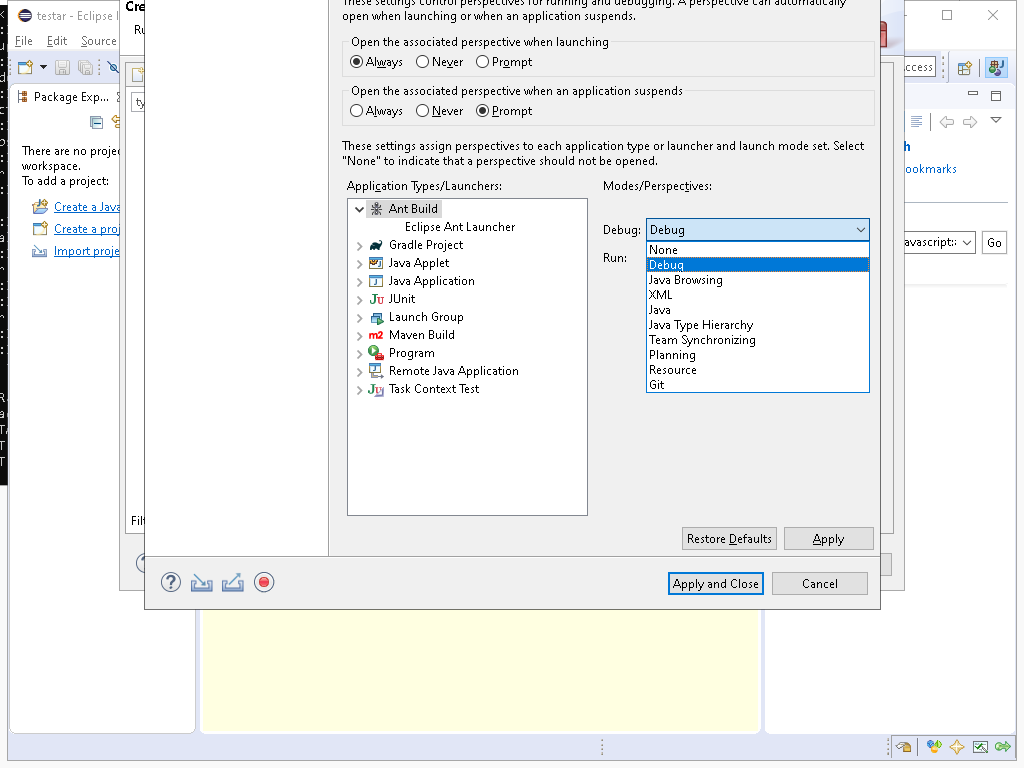 testar - Eclipse I
Cre
These settings control perspectives for running and debugging. A perspective can automatically
open when launching or when an application suspends.
File Edit Source
Ru
Open the associated perspective when launching
Always Never Prompt
ccess
Package Exp...
Open the associated perspective when an application suspends
Always Never Prompt
ty
There are no proje
workspace.
To add a project:
These settings assign perspectives to each application type or launcher and launch mode set. Select
"None" to indicate that a perspective should not be opened.
h
ookmarks
Create a Java
Create a proj
Import proje
Application Types/Launchers:
Modes/Perspectives:
Ant Build
Eclipse Ant Launcher
Gradle Project
Java Applet
Java Application
JUnit
Launch Group
Maven Build
Program
Remote Java Application
Task Context Test
Debug: Debug
Run:
None
Debug
Java Browsing
XML
Java
Java Type Hierarchy
Team Synchronizing
Planning
Resource
Git
avascript:
Go
Filt
Restore Defaults Apply
Apply and Close Cancel